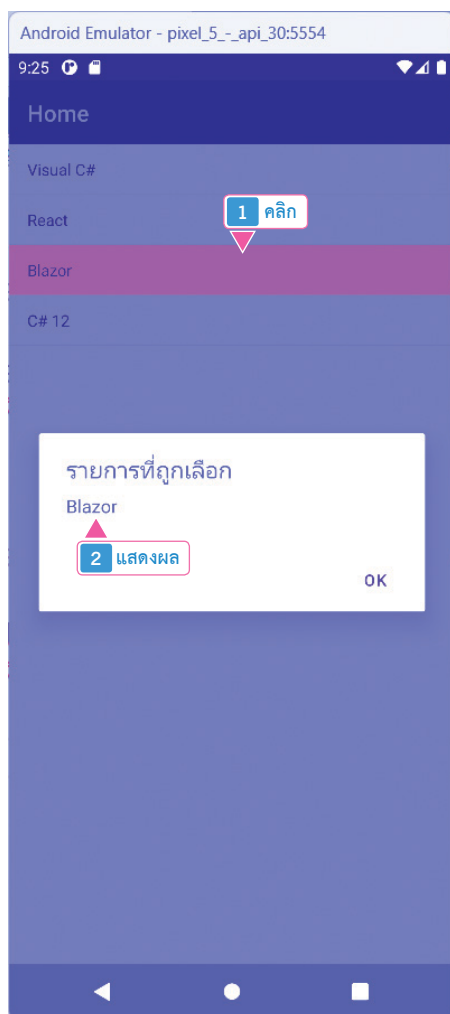 Android Emulator - pixel_5_-_api_30:5554
9:25
Home
Visual C#
1 คลิก
React
Blazor
C# 12
รายการที่ถูกเลือก
Blazor
2 แสดงผล
OK